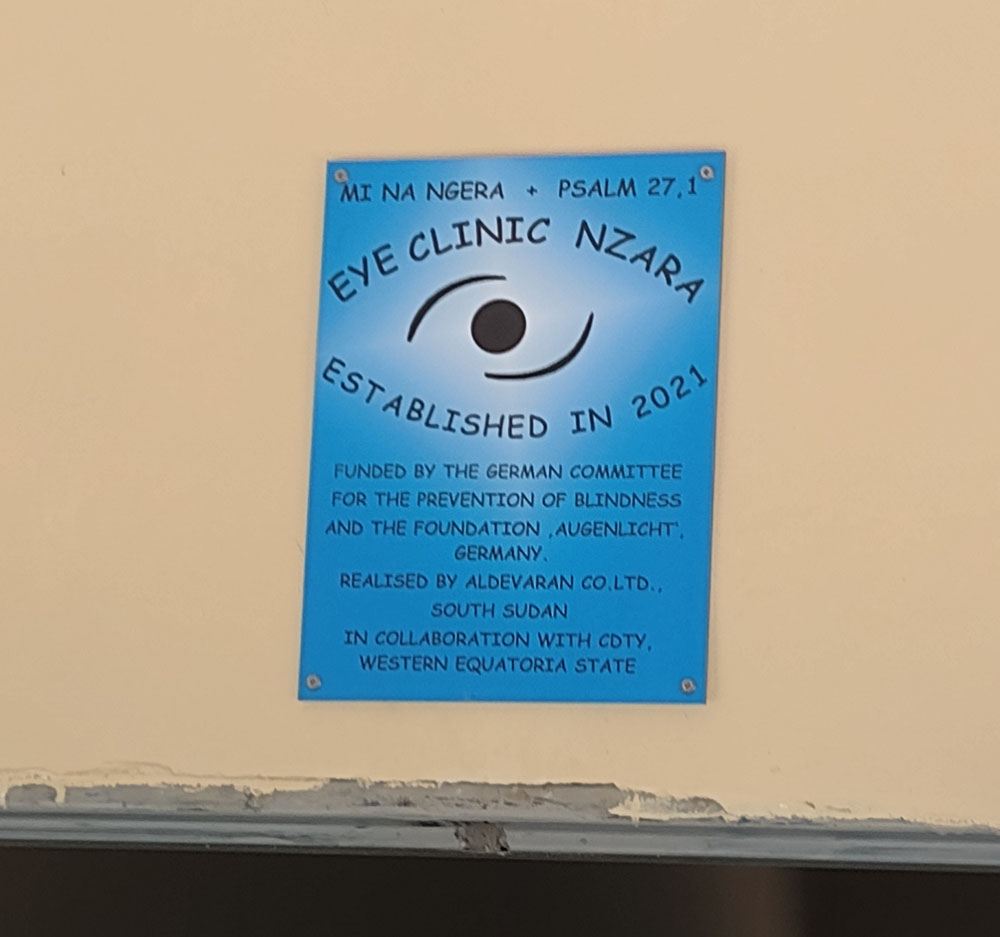 MI NA NGERA + PSALM 27,1
EYE CLINIC NZARA
ESTABLISHED IN 2021
FUNDED BY THE GERMAN COMMITTEE
FOR THE PREVENTION OF BLINDNESS
AND THE FOUNDATION ‚AUGENLICHT‘,
GERMANY.
REALISED BY ALDEVARAN CO.LTD.,
SOUTH SUDAN
IN COLLABORATION WITH CDTY,
WESTERN EQUATORIA STATE